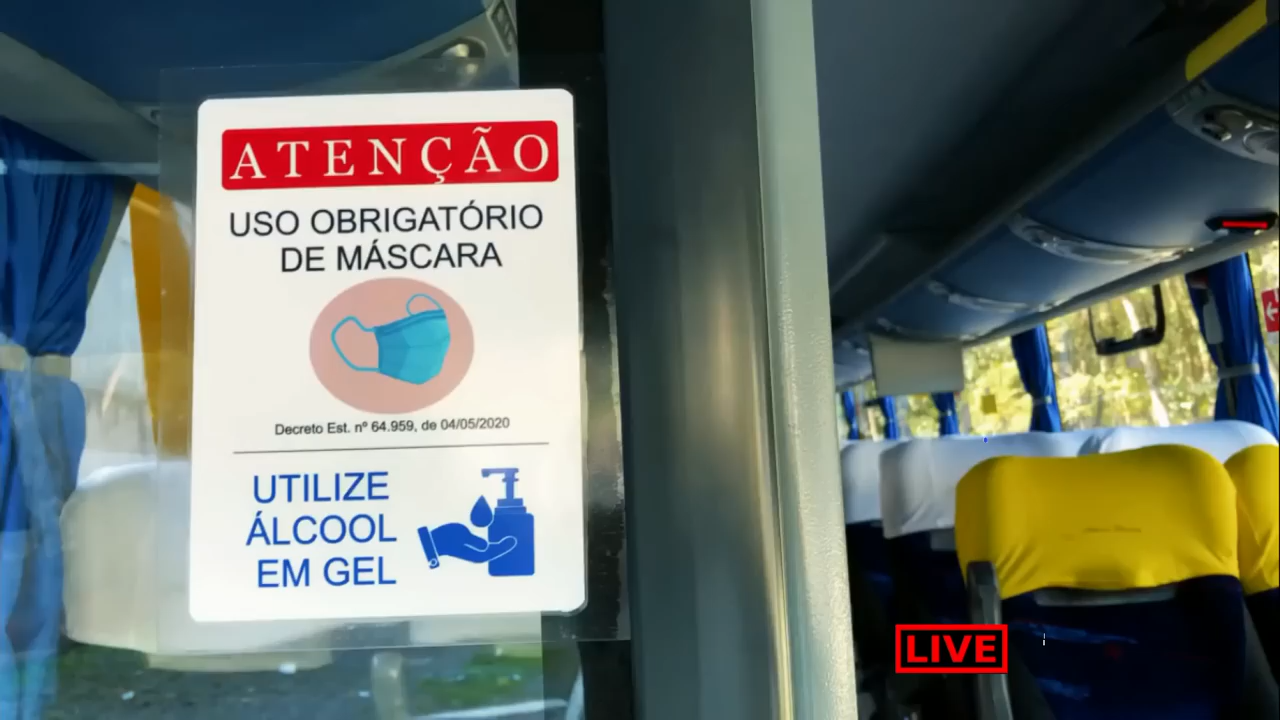 ATENÇÃO
USO OBRIGATÓRIO
DE MÁSCARA
Decreto Est. nº 64.959, de 04/05/2020
UTILIZE
ÁLCOOL
EM GEL
LIVE